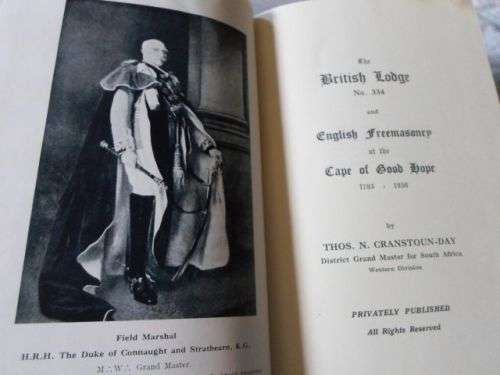 Field Marshal
H.R.H. The Duke of Connaught and Strathearn, K.G.
M∴W∴ Grand Master.
The
British Lodge
No. 334
and
English Freemasonry
at the
Cape of Good Hope
by
THOS. N. CRANSTOUN-DAY
District Grand Master for South Africa
Western Division
PRIVATELY PUBLISHED
All Rights Reserved